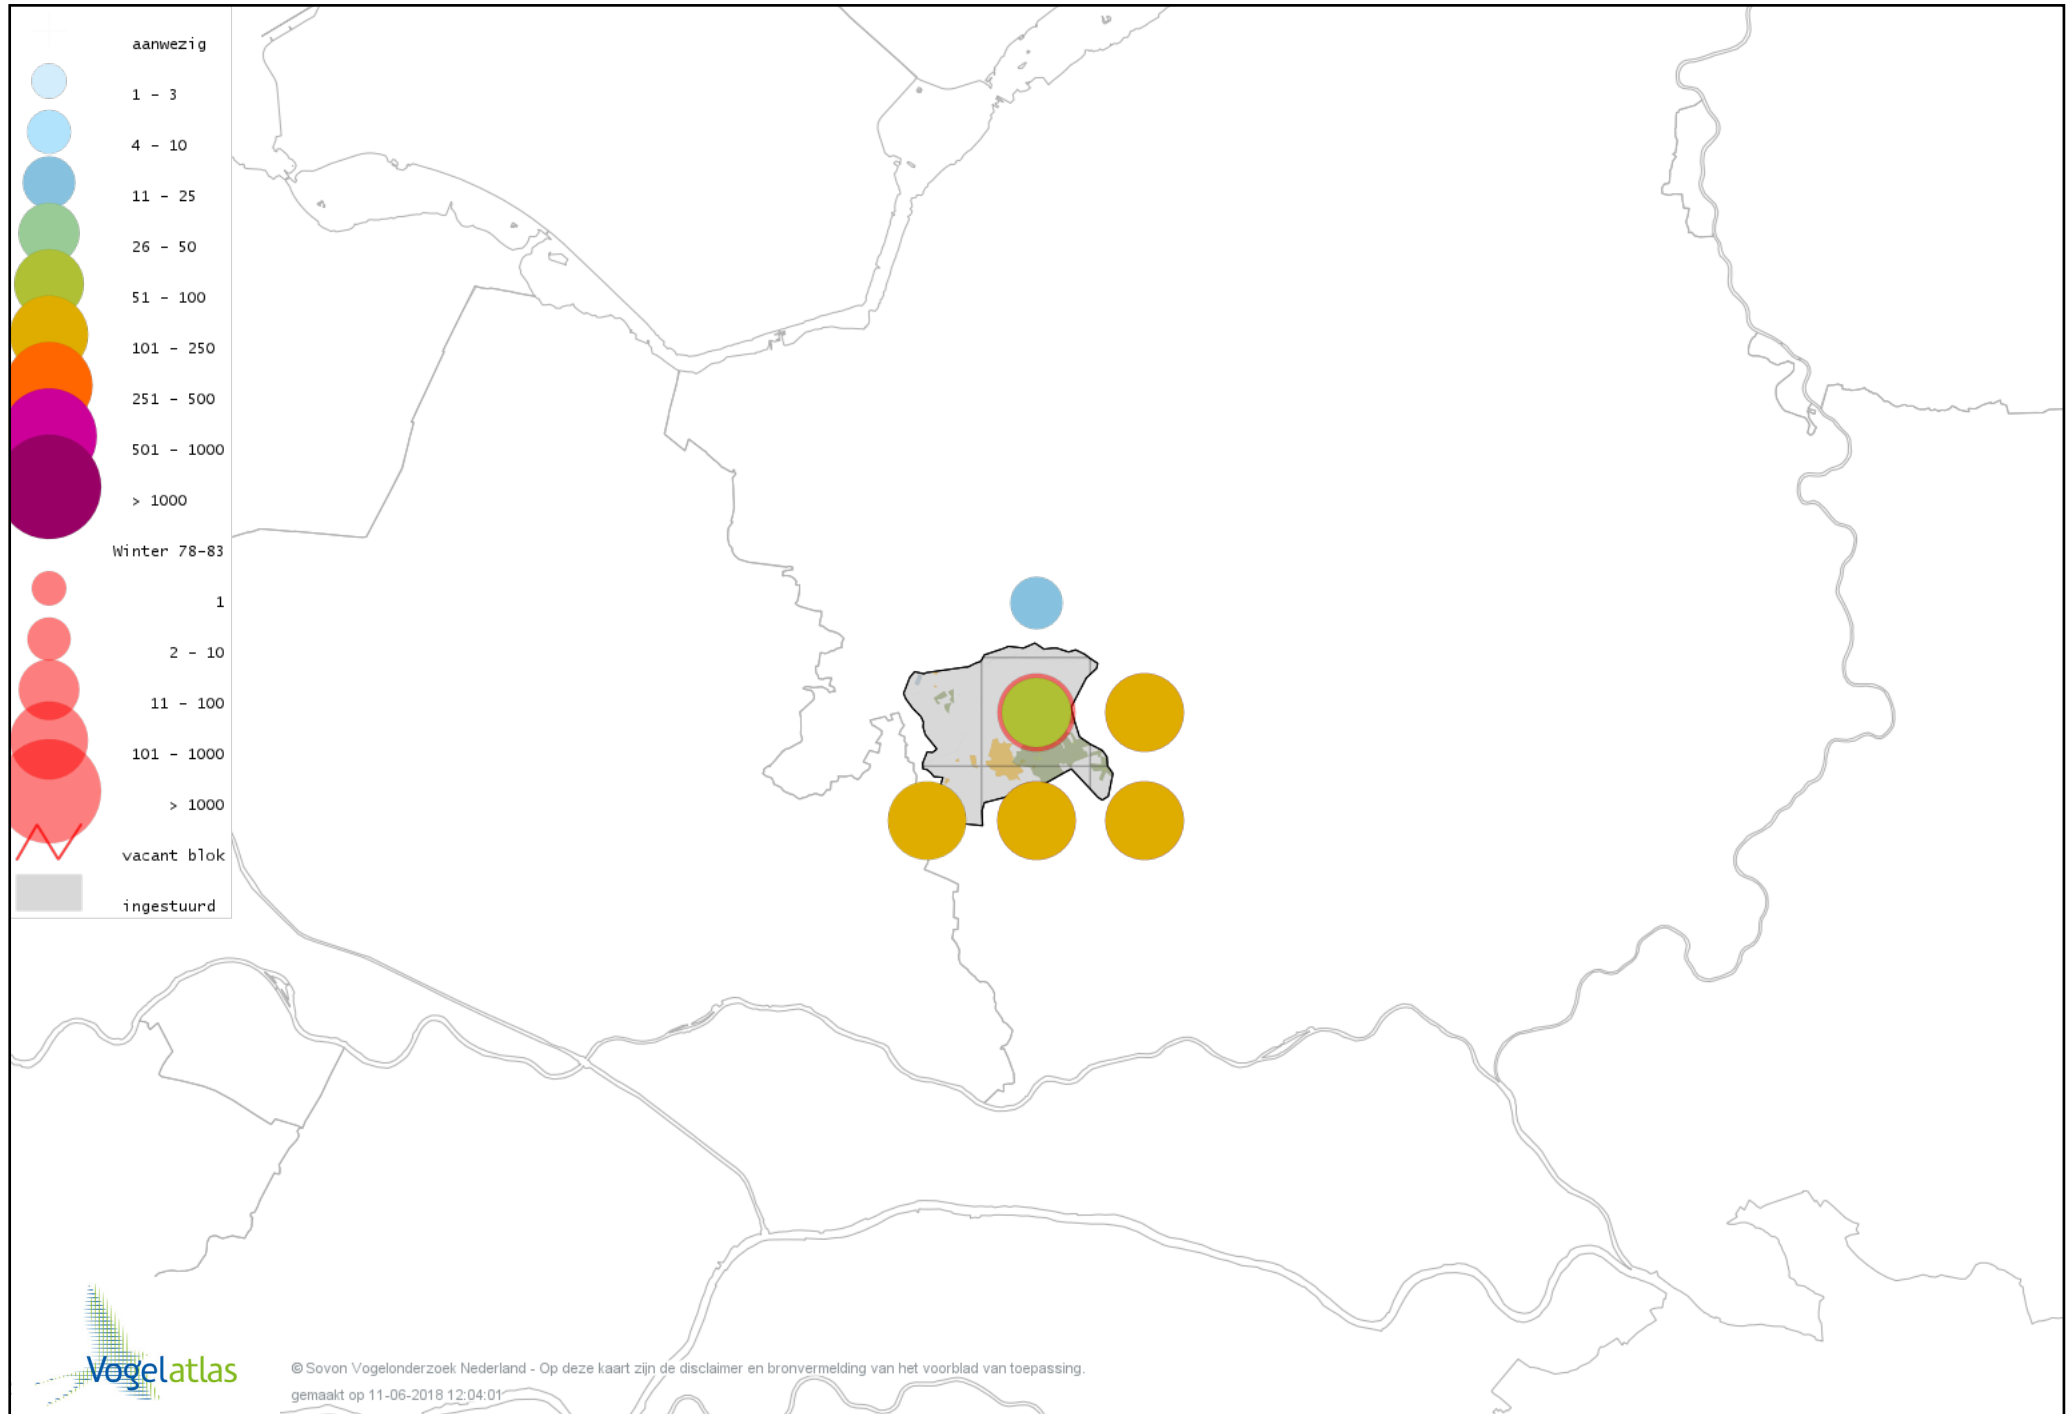 aanwezig
1 - 3
4 - 10
11 - 25
26 - 50
51 - 100
101 - 250
251 - 500
501 - 1000
> 1000
Winter 78-83
1
2 - 10
11 - 100
101 - 1000
> 1000
vacant blok
ingestuurd
Vogelatlas
© Sovon Vogelonderzoek Nederland - Op deze kaart zijn de disclaimer en bronvermelding van het voorblad van toepassing.
gemaakt op 11-06-2018 12:04:01